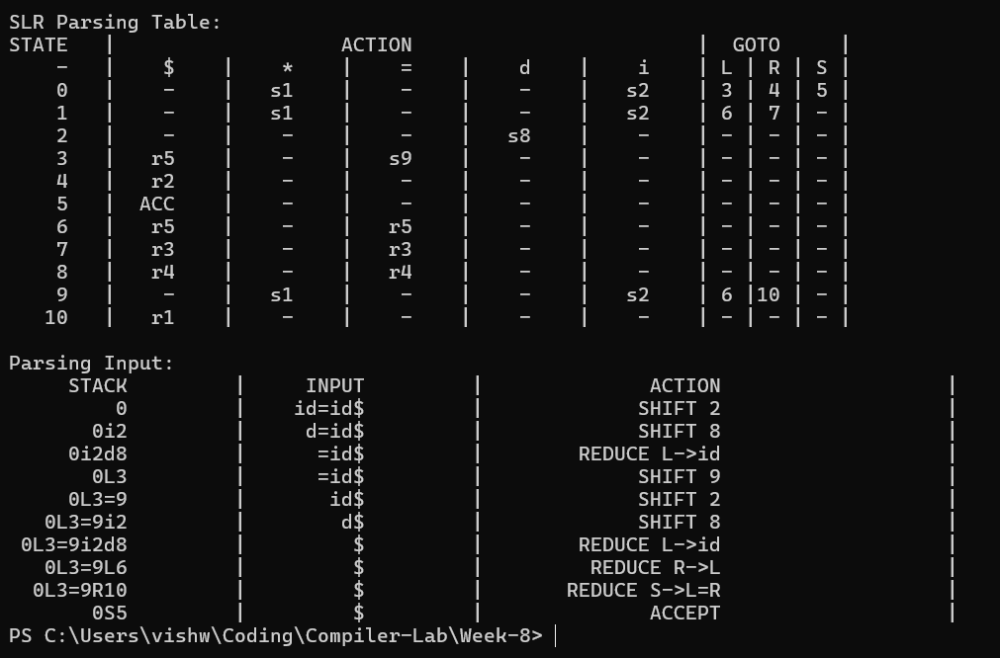 SLR Parsing Table:
STATE | ACTION | GOTO |
- | $ | * | = | d | i | L | R | S |
0 | - | s1 | - | - | s2 | 3 | 4 | 5 |
1 | - | s1 | - | - | s2 | 6 | 7 | - |
2 | - | - | - | s8 | - | - | - | - |
3 | r5 | - | s9 | - | - | - | - | - |
4 | r2 | - | - | - | - | - | - | - |
5 | ACC | - | - | - | - | - | - | - |
6 | r5 | - | r5 | - | - | - | - | - |
7 | r3 | - | r3 | - | - | - | - | - |
8 | r4 | - | r4 | - | - | - | - | - |
9 | - | s1 | - | - | s2 | 6 |10 | - |
10 | r1 | - | - | - | - | - | - | - |
Parsing Input:
STACK | INPUT | ACTION |
0 | id=id$ | SHIFT 2 |
0i2 | d=id$ | SHIFT 8 |
0i2d8 | =id$ | REDUCE L->id |
0L3 | =id$ | SHIFT 9 |
0L3=9 | id$ | SHIFT 2 |
0L3=9i2 | d$ | SHIFT 8 |
0L3=9i2d8 | $ | REDUCE L->id |
0L3=9L6 | $ | REDUCE R->L |
0L3=9R10 | $ | REDUCE S->L=R |
0S5 | $ | ACCEPT |
PS C:\Users\vishw\Coding\Compiler-Lab\Week-8>